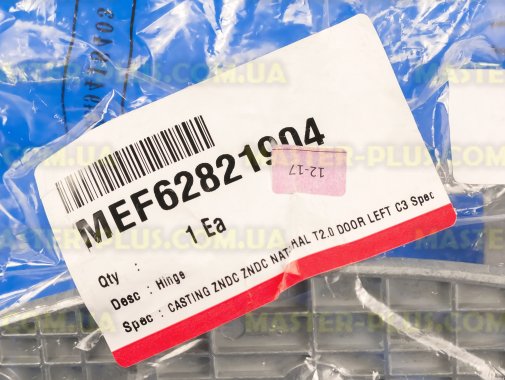 MEF62821904
12-17
Qty : 1 Ea
Desc : Hinge
Spec : CASTING ZNDC ZNDC T2.0 DOOR LEFT C3 Spec
MASTER-PLUS.COM.UA